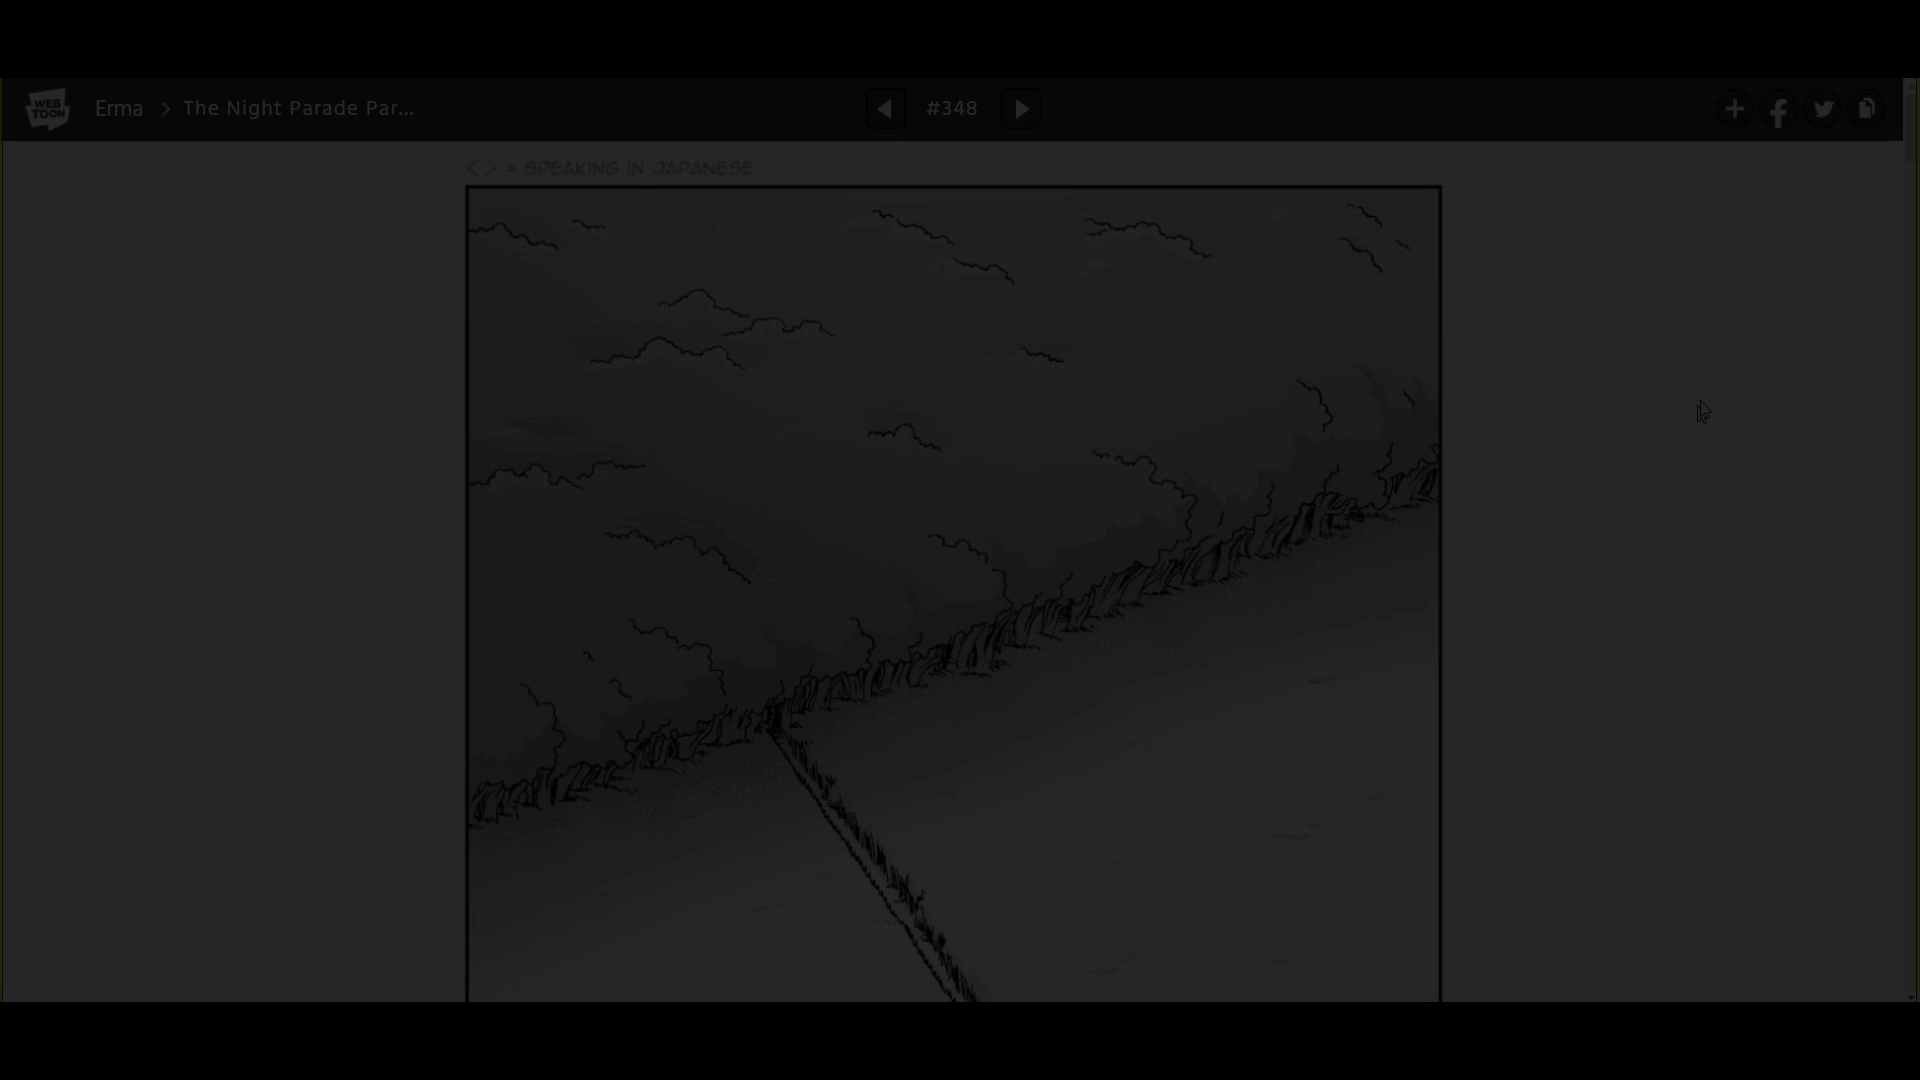 WEB
TOON
Erma > The Night Parade Par...
#348
< > = SPEAKING IN JAPANESE